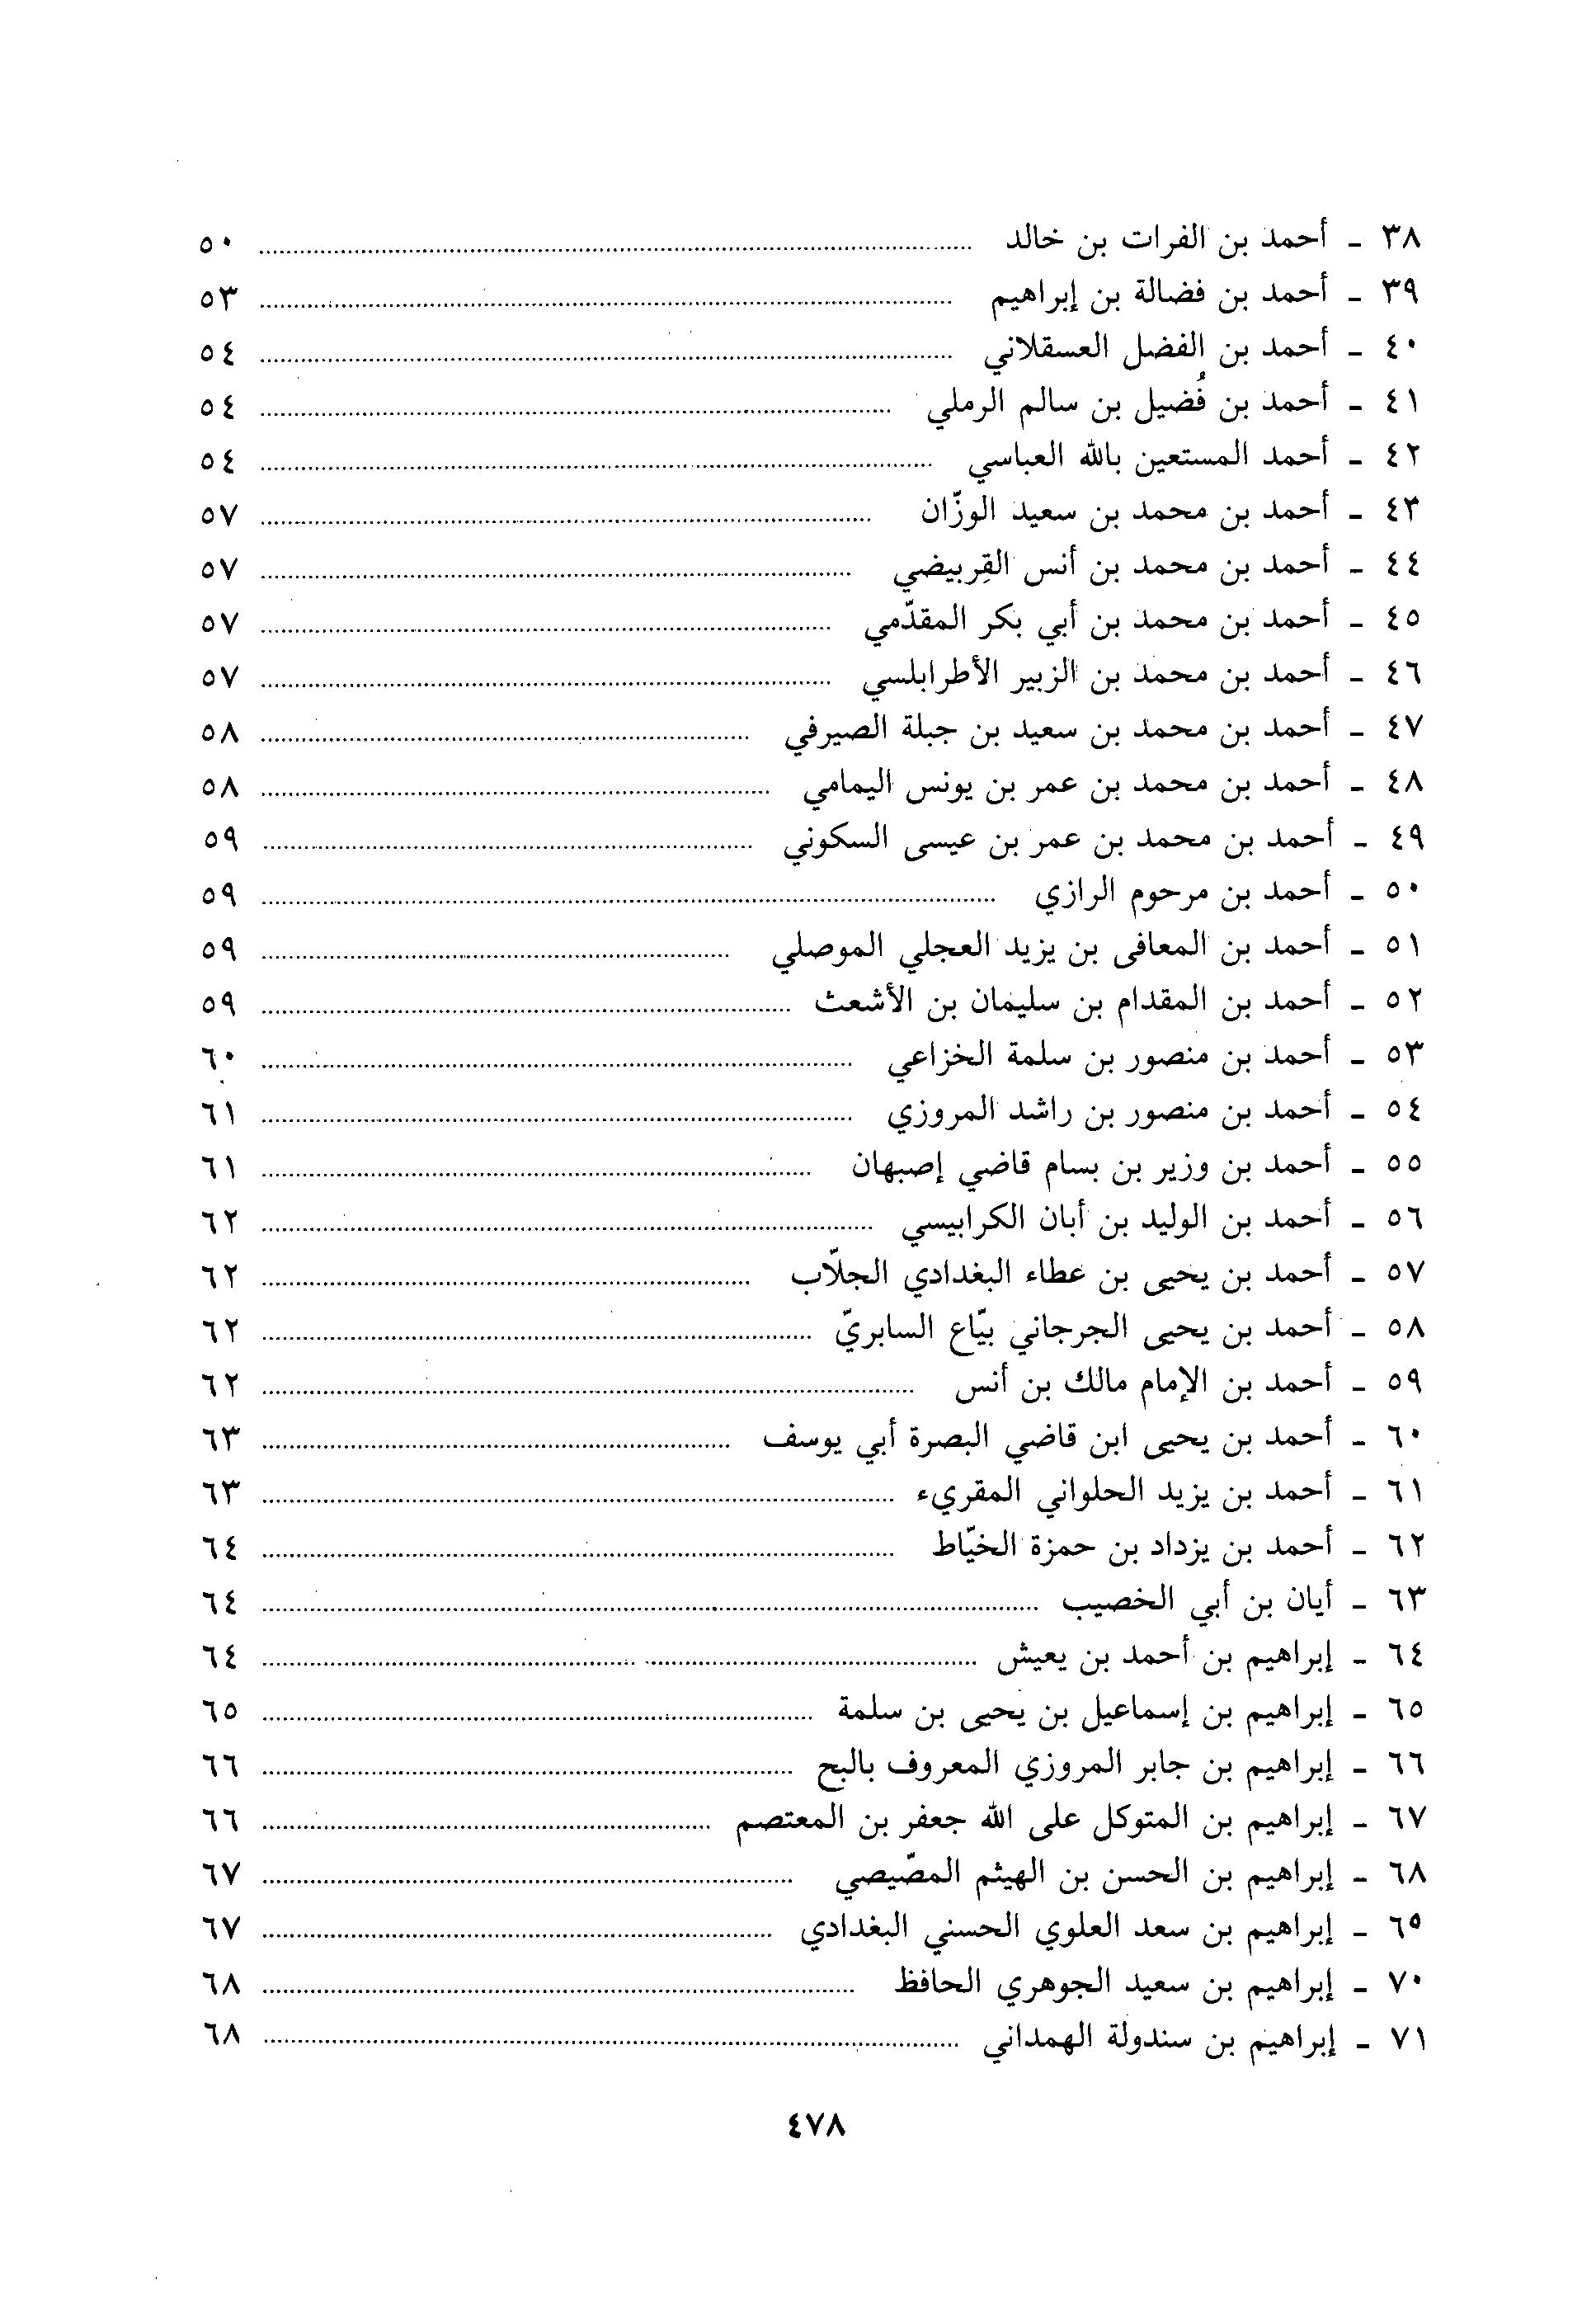 ٣٨ - أحمد بن الفرات بن خالد ........ ٥٠
٣٩ - أحمد بن فضالة بن إبراهيم ........ ٥٣
٤٠ - أحمد بن الفضل العسقلاني ........ ٥٤
٤١ - أحمد بن فُضيل بن سالم الرملي ........ ٥٤
٤٢ - أحمد المستعين بالله العباسي ........ ٥٤
٤٣ - أحمد بن محمد بن سعيد الوزّان ........ ٥٧
٤٤ - أحمد بن محمد بن أنس القِربيضي ........ ٥٧
٤٥ - أحمد بن محمد بن أبي بكر المقدّمي ........ ٥٧
٤٦ - أحمد بن محمد بن الزبير الأطرابلسي ........ ٥٧
٤٧ - أحمد بن محمد بن سعيد بن جبلة الصيرفي ........ ٥٨
٤٨ - أحمد بن محمد بن عمر بن يونس اليمامي ........ ٥٨
٤٩ - أحمد بن محمد بن عمر بن عيسى السكوني ........ ٥٩
٥٠ - أحمد بن مرحوم الرازي ........ ٥٩
٥١ - أحمد بن المعافى بن يزيد العجلي الموصلي ........ ٥٩
٥٢ - أحمد بن المقدام بن سليمان بن الأشعث ........ ٥٩
٥٣ - أحمد بن منصور بن سلمة الخزاعي ........ ٦٠
٥٤ - أحمد بن منصور بن راشد المروزي ........ ٦١
٥٥ - أحمد بن وزير بن بسام قاضي إصبهان ........ ٦١
٥٦ - أحمد بن الوليد بن أبان الكرابيسي ........ ٦٢
٥٧ - أحمد بن يحيى بن عطاء البغدادي الجلّاب ........ ٦٢
٥٨ - أحمد بن يحيى الجرجاني بيّاع السابريّ ........ ٦٢
٥٩ - أحمد بن الإمام مالك بن أنس ........ ٦٢
٦٠ - أحمد بن يحيى ابن قاضي البصرة أبي يوسف ........ ٦٣
٦١ - أحمد بن يزيد الحلواني المقريء ........ ٦٣
٦٢ - أحمد بن يزداد بن حمزة الخيّاط ........ ٦٤
٦٣ - أيان بن أبي الخصيب ........ ٦٤
٦٤ - إبراهيم بن أحمد بن يعيش ........ ٦٤
٦٥ - إبراهيم بن إسماعيل بن يحيى بن سلمة ........ ٦٥
٦٦ - إبراهيم بن جابر المروزي المعروف بالبح ........ ٦٦
٦٧ - إبراهيم بن المتوكل على الله جعفر بن المعتصم ........ ٦٦
٦٨ - إبراهيم بن الحسن بن الهيثم المصّيصي ........ ٦٧
٦٥ - إبراهيم بن سعد العلوي الحسني البغدادي ........ ٦٧
٧٠ - إبراهيم بن سعيد الجوهري الحافظ ........ ٦٨
٧١ - إبراهيم بن سندولة الهمداني ........ ٦٨
٤٧٨